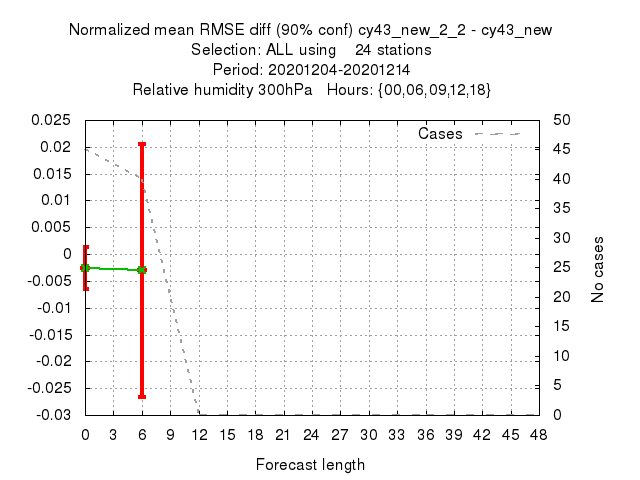 Normalized mean RMSE diff (90% conf) cy43_new_2_2 - cy43_new
Selection: ALL using 24 stations
Period: 20201204-20201214
Relative humidity 300hPa Hours: {00,06,09,12,18}
Cases
0.025
0.02
0.015
0.01
0.005
0
-0.005
-0.01
-0.015
-0.02
-0.025
-0.03
50
45
40
35
30
25
20
15
10
5
0
No cases
0 3 6 9 12 15 18 21 24 27 30 33 36 39 42 45 48
Forecast length